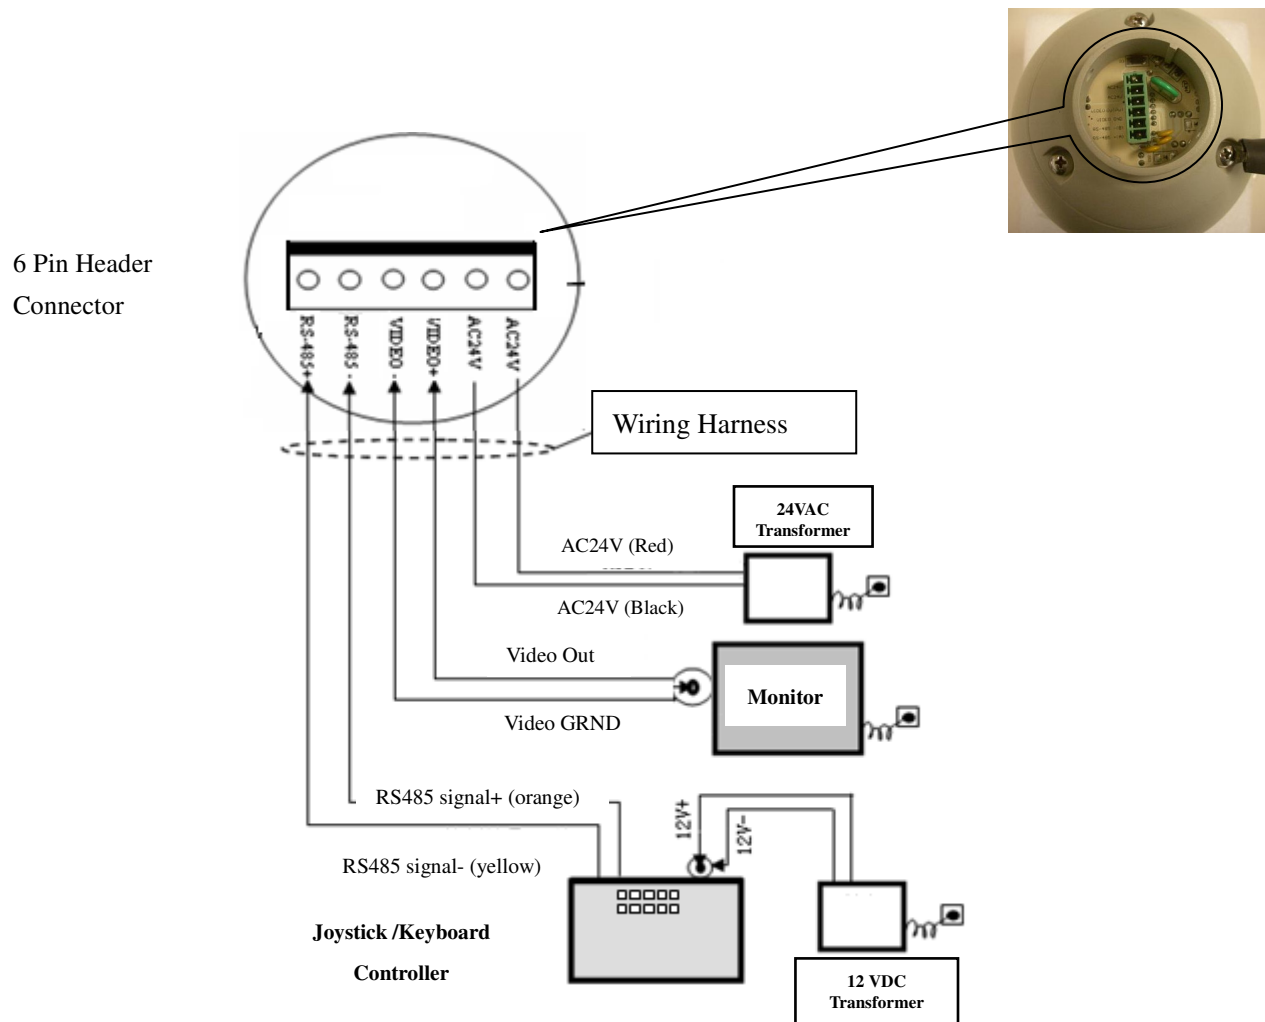 6 Pin Header
Connector
RS-485+
RS-485 -
VIDEO -
VIDEO+
AC24V
AC24V
Wiring Harness
24VAC
Transformer
AC24V (Red)
AC24V (Black)
Video Out
Monitor
Video GRND
RS485 signal+ (orange)
12V+
12V-
RS485 signal- (yellow)
Joystick /Keyboard
Controller
12 VDC
Transformer